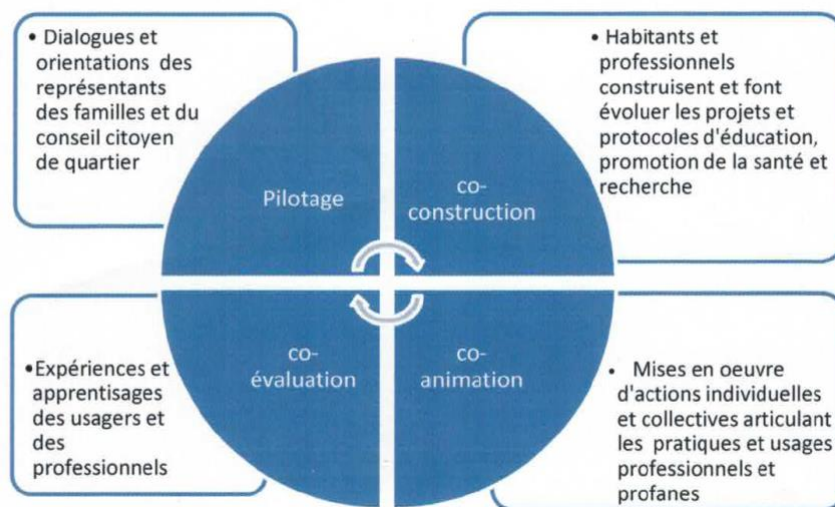 • Dialogues et
orientations des
représentants
des familles et du
conseil citoyen
de quartier
• Habitants et
professionnels
construisent et font
évoluer les projets et
protocoles d'éducation,
promotion de la santé et
recherche
Pilotage
co-
construction
co-
évaluation
co-
animation
•Expériences et
apprentisages
des usagers et
des
professionnels
• Mises en oeuvre
d'actions individuelles
et collectives articulant
les pratiques et usages
professionnels et
profanes